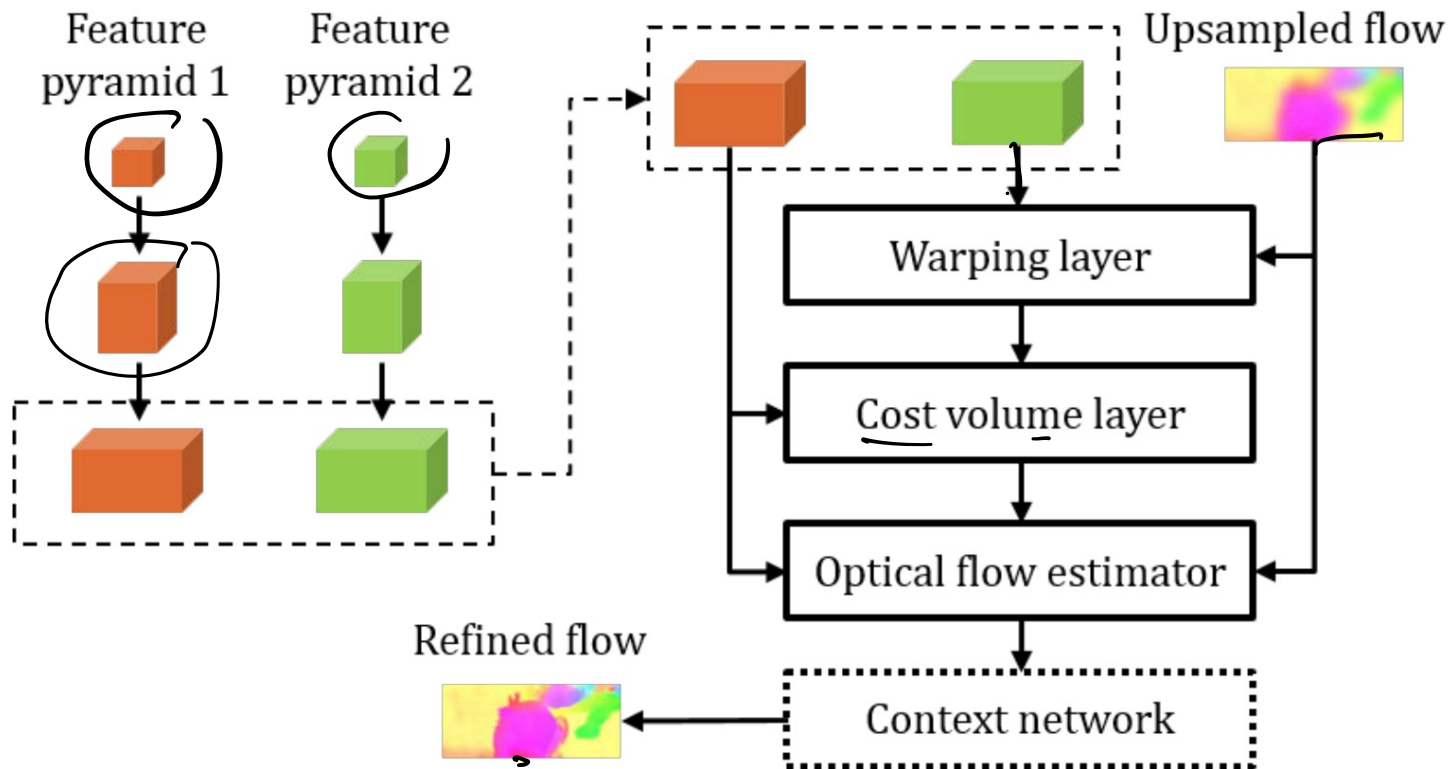 Feature
pyramid 1
Feature
pyramid 2
Upsampled flow
Warping layer
Cost volume layer
Optical flow estimator
Refined flow
Context network